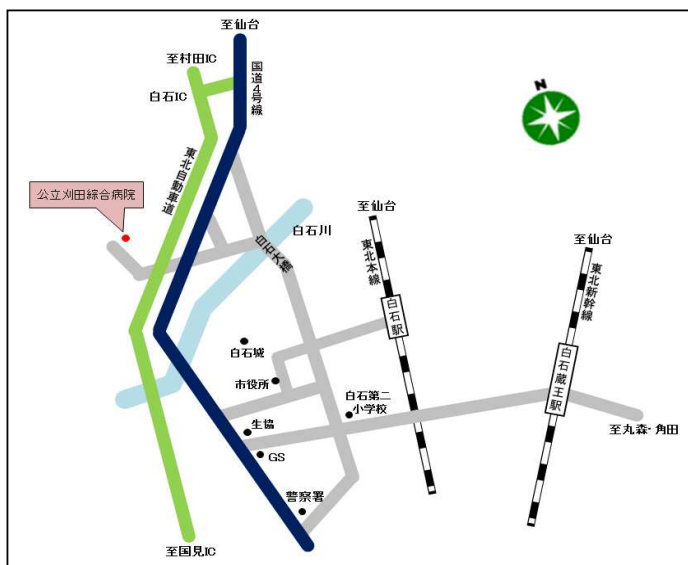 至仙台
至村田IC
白石IC
国道4号線
N
東北自動車道
公立刈田綜合病院
白石川
至仙台
白石大橋
東北本線
至仙台
東北新幹線
白石駅
白石城
市役所
白石第二
小学校
白石蔵王駅
生協
GS
至丸森・角田
警察署
至国見IC